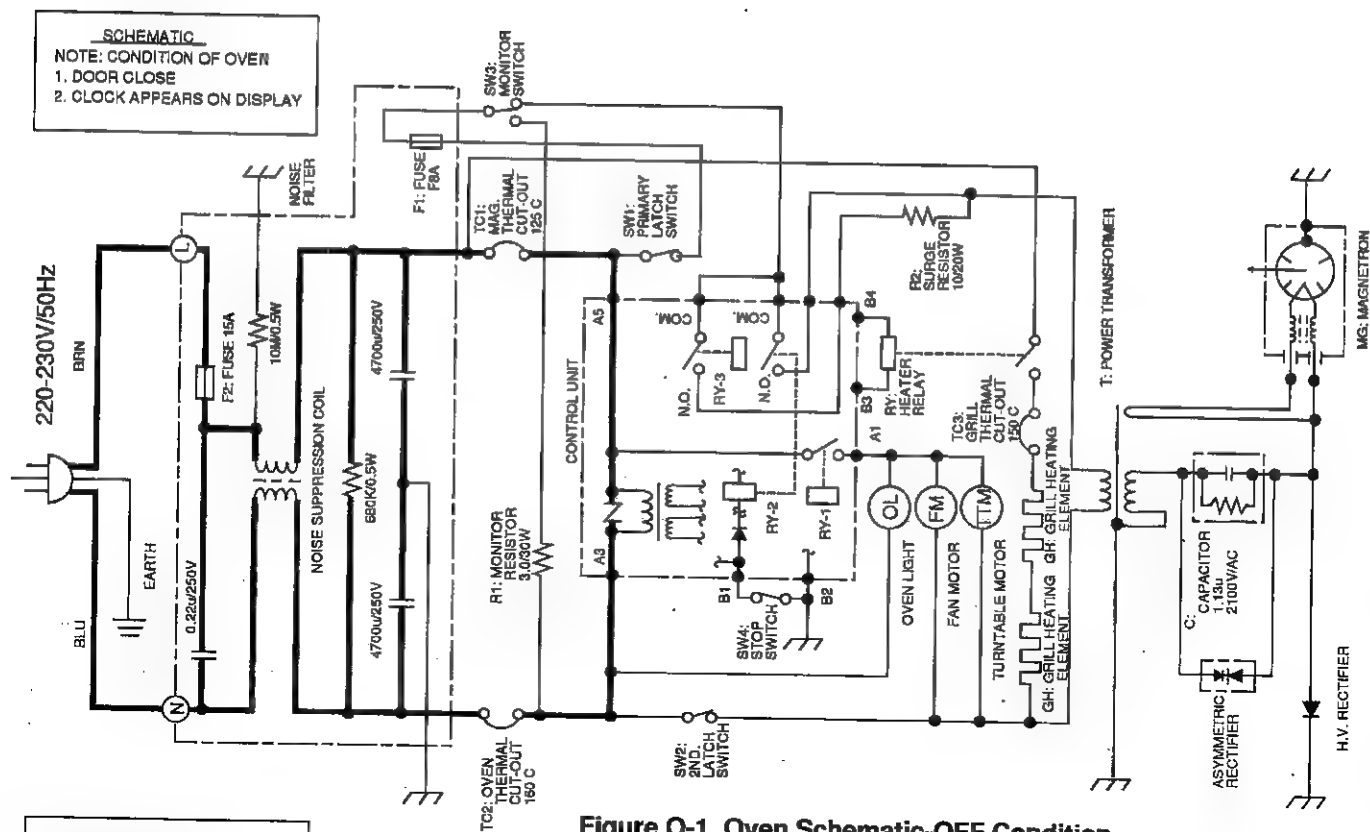 SCHEMATIC
NOTE: CONDITION OF OVEN
1. DOOR CLOSE
2. CLOCK APPEARS ON DISPLAY
220-230V/50Hz
BRN
BLU
EARTH
L
N
NOISE
FILTER
F2: FUSE 15A
10M/0.5W
0.22u/250V
NOISE SUPPRESSION COIL
680K/0.5W
4700u/250V
4700u/250V
F1: FUSE
F8A
SW3:
MONITOR
SWITCH
TC1:
MAG.
THERMAL
CUT-OUT
125 C
SW1:
PRIMARY
LATCH
SWITCH
R1: MONITOR
RESISTOR
3.0/30W
TC2: OVEN
THERMAL
CUT-OUT
150 C
CONTROL UNIT
A5
A3
COM.
COM.
N.O.
N.O.
RY-3
RY-2
RY-1
B4
B3
A1
B1
B2
RY:
HEATER
RELAY
R2:
SURGE
RESISTOR
10/20W
SW4:
STOP
SWITCH
SW2:
2ND.
LATCH
SWITCH
OL
FM
TTM
OVEN LIGHT
FAN MOTOR
TURNTABLE MOTOR
TC3:
GRILL
THERMAL
CUT-OUT
150 C
GH: GRILL HEATING
ELEMENT
GH: GRILL HEATING
ELEMENT
T: POWER TRANSFORMER
MG: MAGNETRON
C: CAPACITOR
1.13u
2100V/AC
ASYMMETRIC
RECTIFIER
H.V. RECTIFIER
Figure O-1 Oven Schematic-OFF Condition